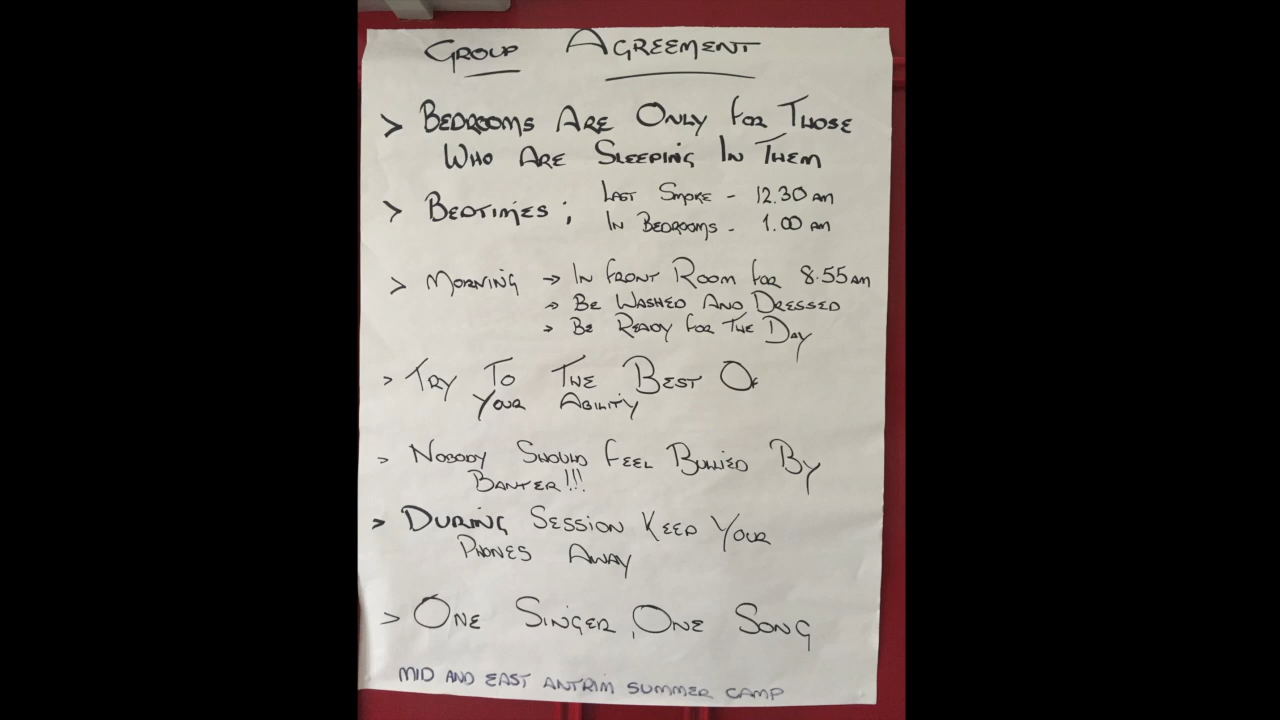 GROUP AGREEMENT
> BEDROOMS ARE ONLY FOR THOSE
WHO ARE SLEEPING IN THEM
> BEDTIMES ; LAST SMOKE - 12.30 AM
IN BEDROOMS - 1.00 AM
> MORNING → IN FRONT ROOM FOR 8.55AM
→ BE WASHED AND DRESSED
→ BE READY FOR THE DAY
> TRY TO THE BEST OF
YOUR ABILITY
> NOBODY SHOULD FEEL BULLIED BY
BANTER!!!
> DURING SESSION KEEP YOUR
PHONES AWAY
> ONE SINGER, ONE SONG
MID AND EAST ANTRIM SUMMER CAMP